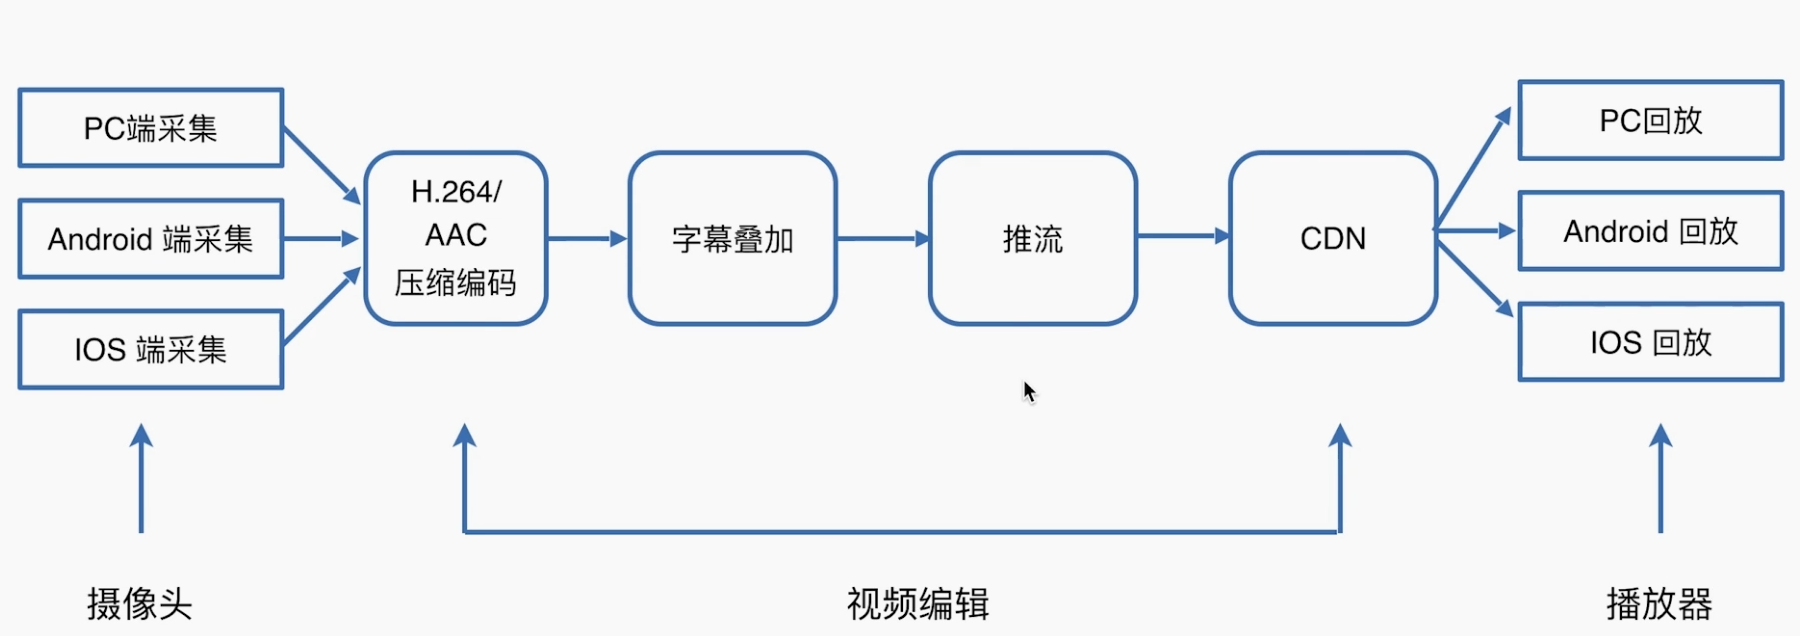 PC端采集
Android 端采集
IOS 端采集
H.264/
AAC
压缩编码
字幕叠加
推流
CDN
PC回放
Android 回放
IOS 回放
摄像头
视频编辑
播放器